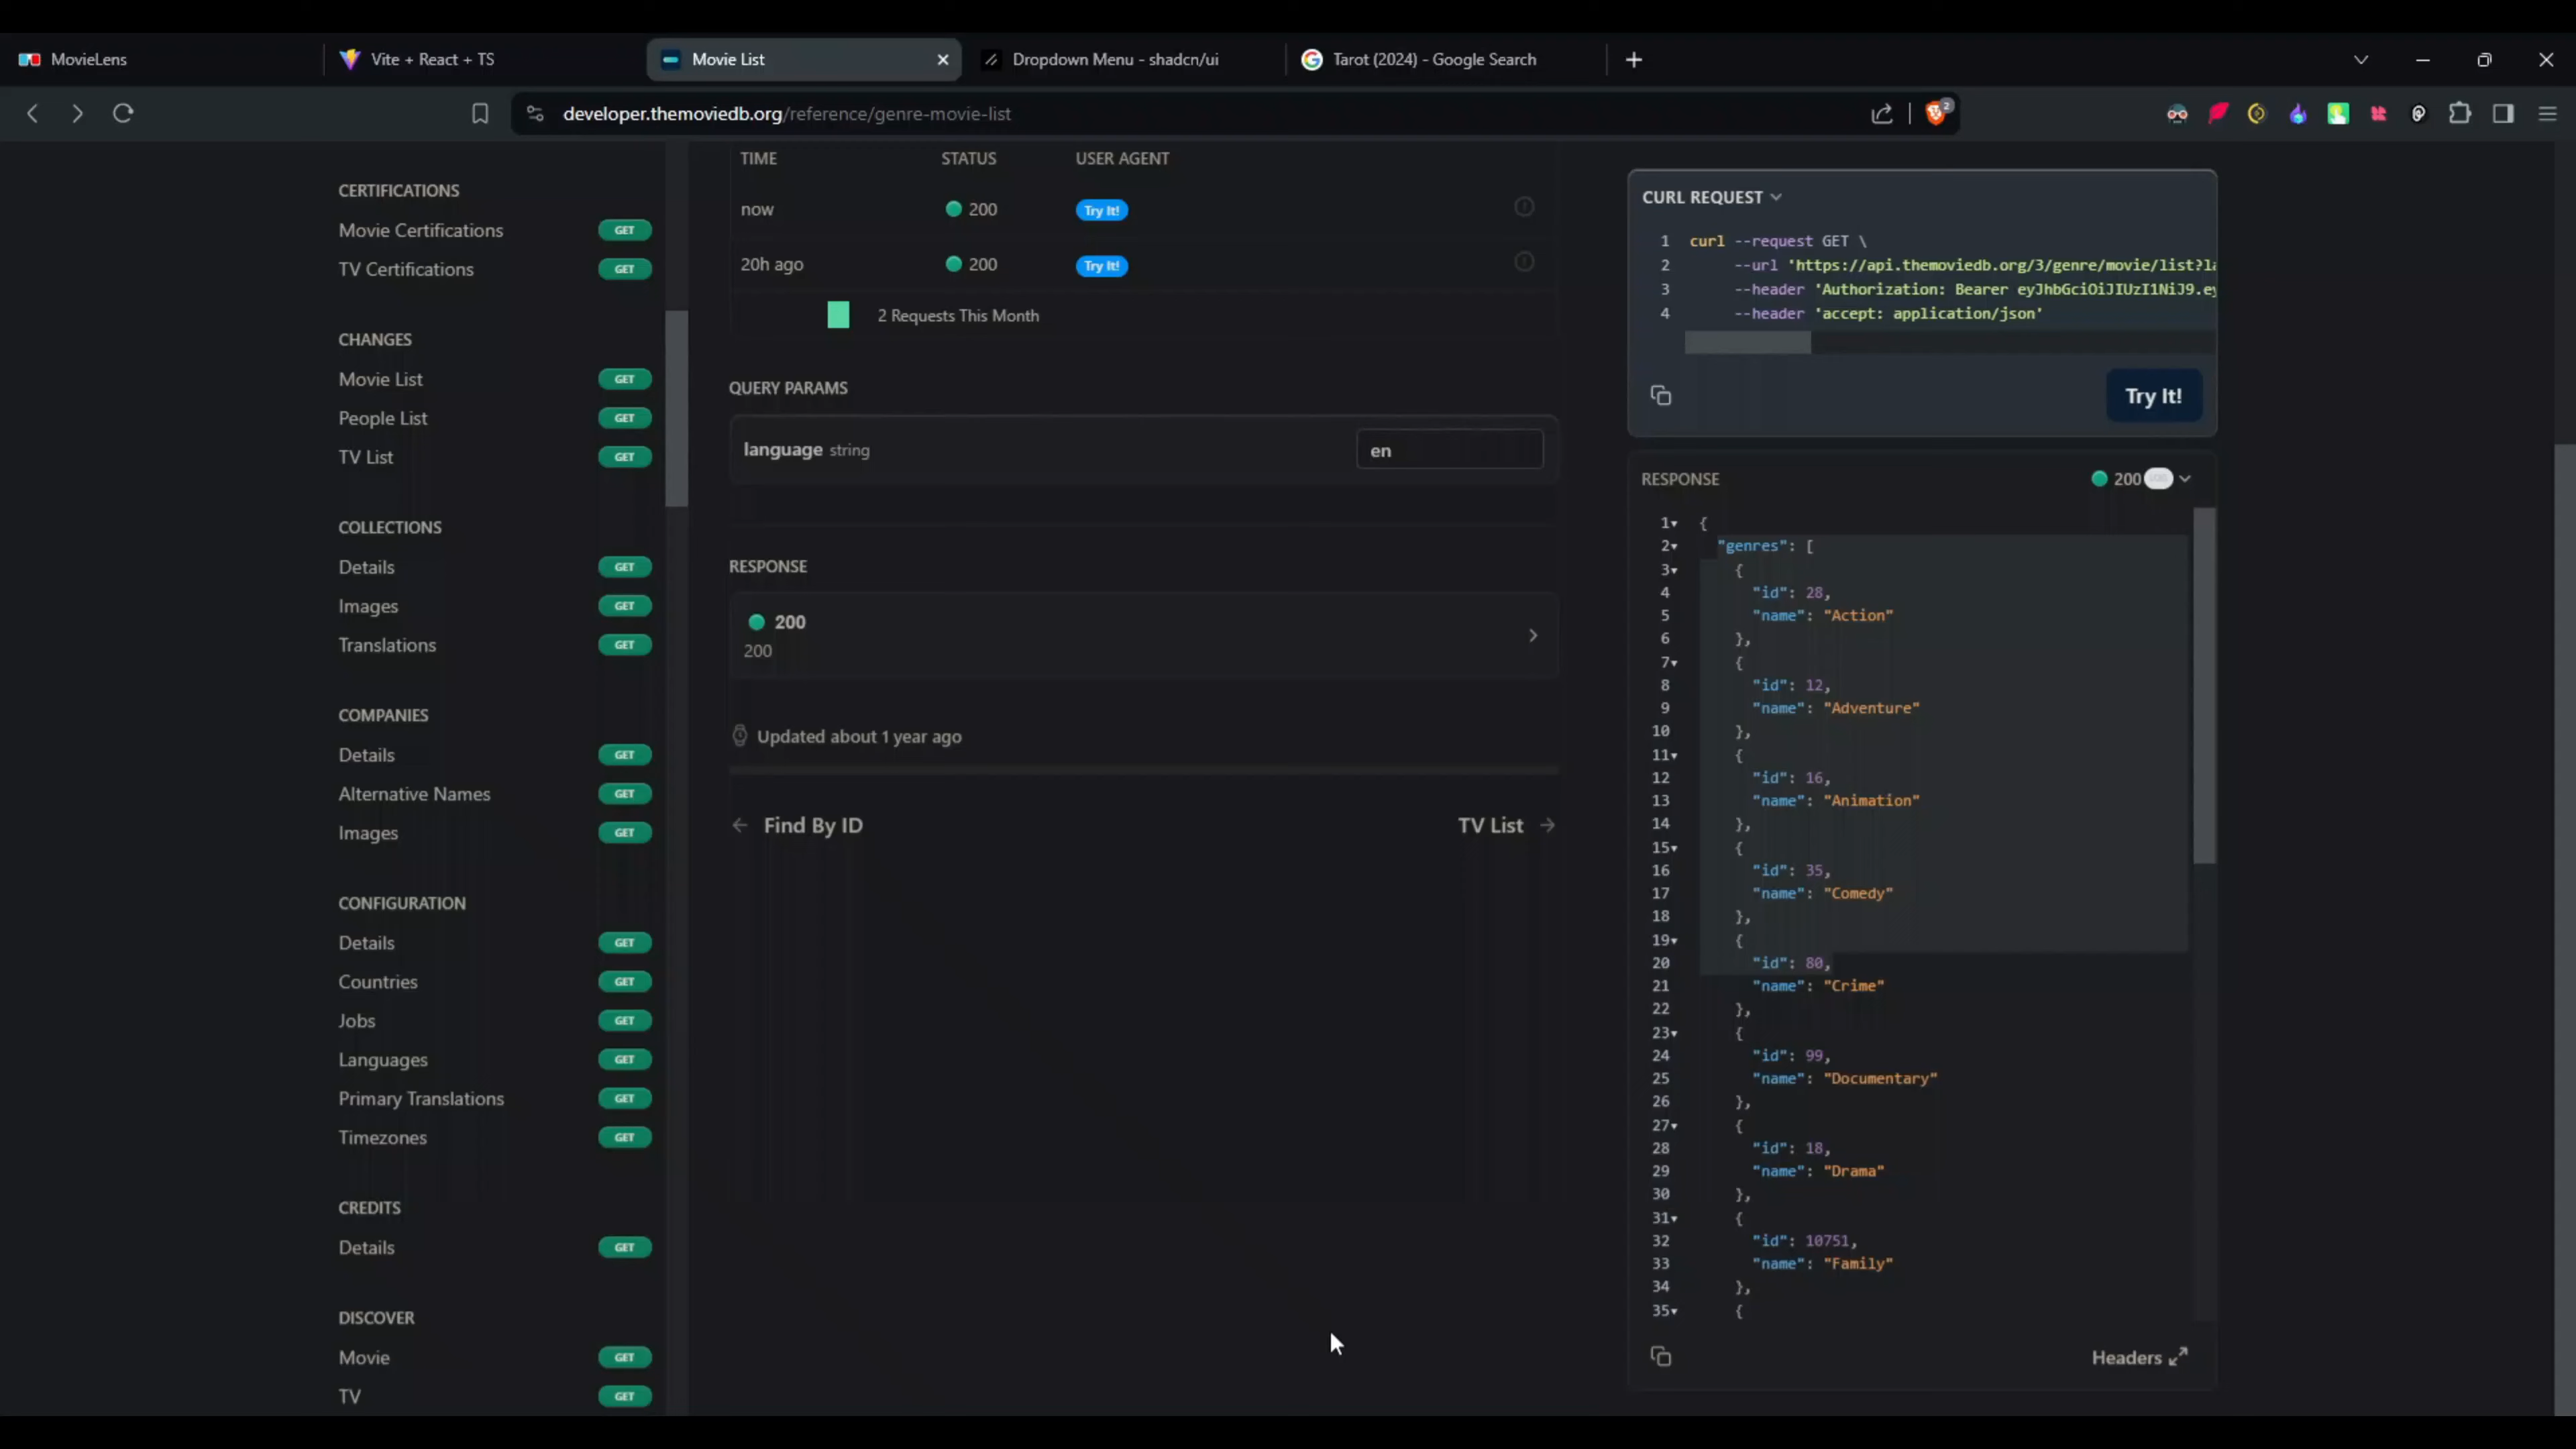 MovieLens
Vite + React + TS
Movie List
Dropdown Menu - shadcn/ui
Tarot (2024) - Google Search
developer.themoviedb.org/reference/genre-movie-list
2
CERTIFICATIONS
Movie Certifications GET
TV Certifications GET
CHANGES
Movie List GET
People List GET
TV List GET
COLLECTIONS
Details GET
Images GET
Translations GET
COMPANIES
Details GET
Alternative Names GET
Images GET
CONFIGURATION
Details GET
Countries GET
Jobs GET
Languages GET
Primary Translations GET
Timezones GET
CREDITS
Details GET
DISCOVER
Movie GET
TV GET
TIME STATUS USER AGENT
now 200 Try It!
20h ago 200 Try It!
2 Requests This Month
QUERY PARAMS
language string en
RESPONSE
200
200
Updated about 1 year ago
← Find By ID
TV List →
CURL REQUEST
1 curl --request GET \
2 --url 'https://api.themoviedb.org/3/genre/movie/list?la
3 --header 'Authorization: Bearer eyJhbGciOiJIUzI1NiJ9.ey
4 --header 'accept: application/json'
Try It!
RESPONSE 200
1 {
2 "genres": [
3 {
4 "id": 28,
5 "name": "Action"
6 },
7 {
8 "id": 12,
9 "name": "Adventure"
10 },
11 {
12 "id": 16,
13 "name": "Animation"
14 },
15 {
16 "id": 35,
17 "name": "Comedy"
18 },
19 {
20 "id": 80,
21 "name": "Crime"
22 },
23 {
24 "id": 99,
25 "name": "Documentary"
26 },
27 {
28 "id": 18,
29 "name": "Drama"
30 },
31 {
32 "id": 10751,
33 "name": "Family"
34 },
35 {
Headers